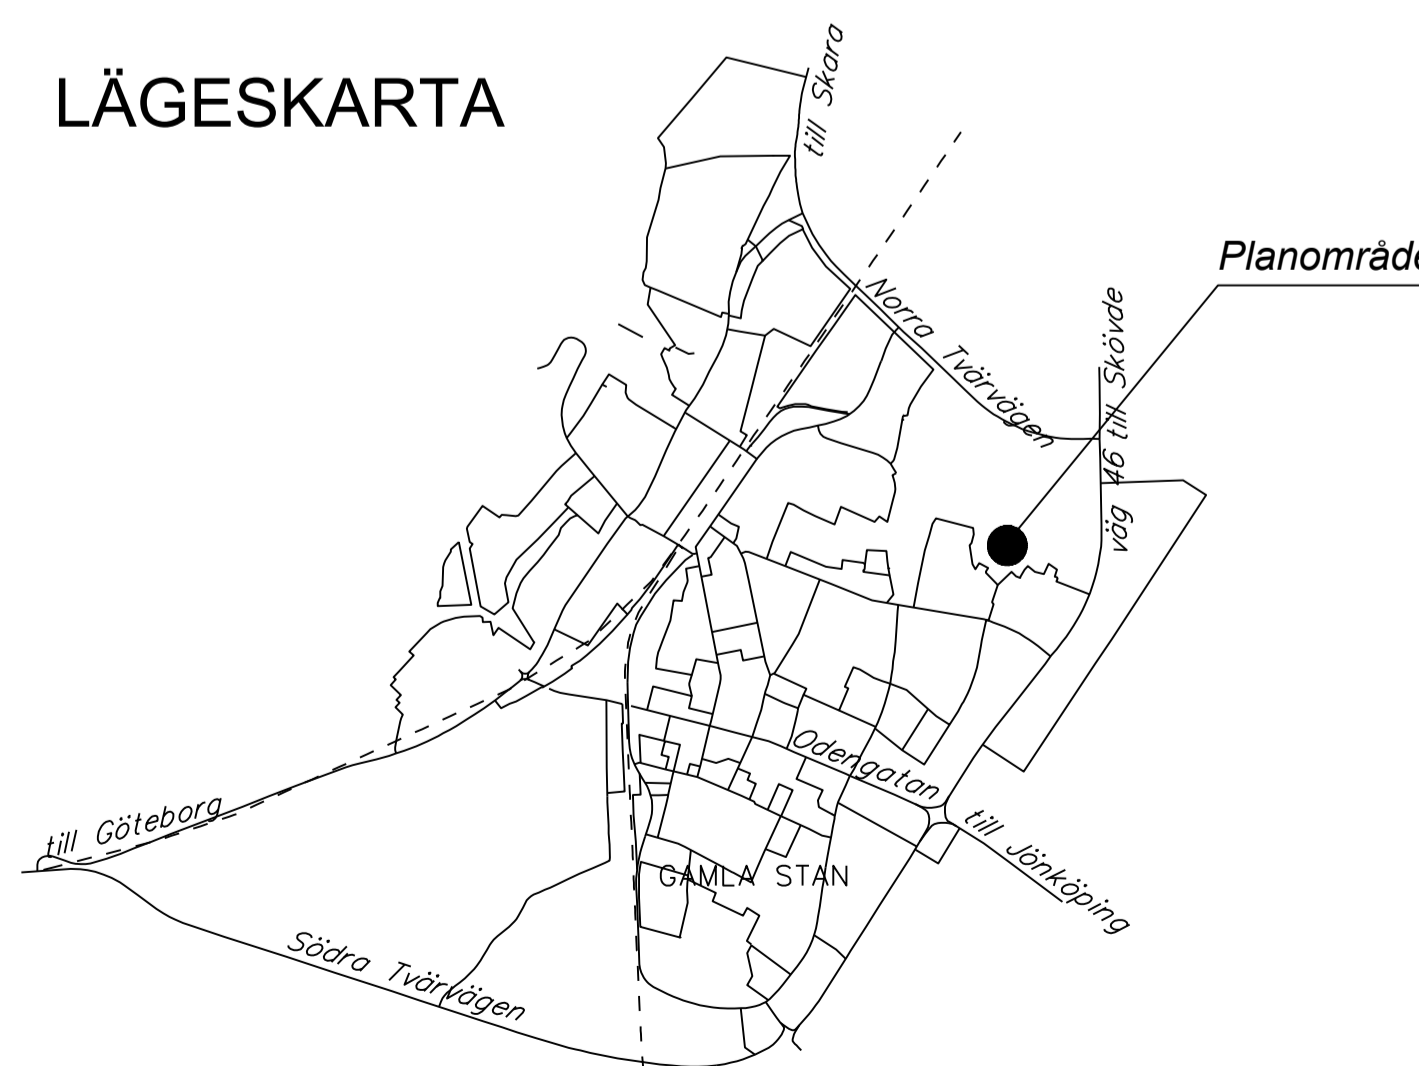 LÄGESKARTA
till Skara
Planområde
Norra Tvärvägen
väg 46 till Skövde
Odengatan
till Göteborg
till Jönköping
GAMLA STAN
Södra Tvärvägen